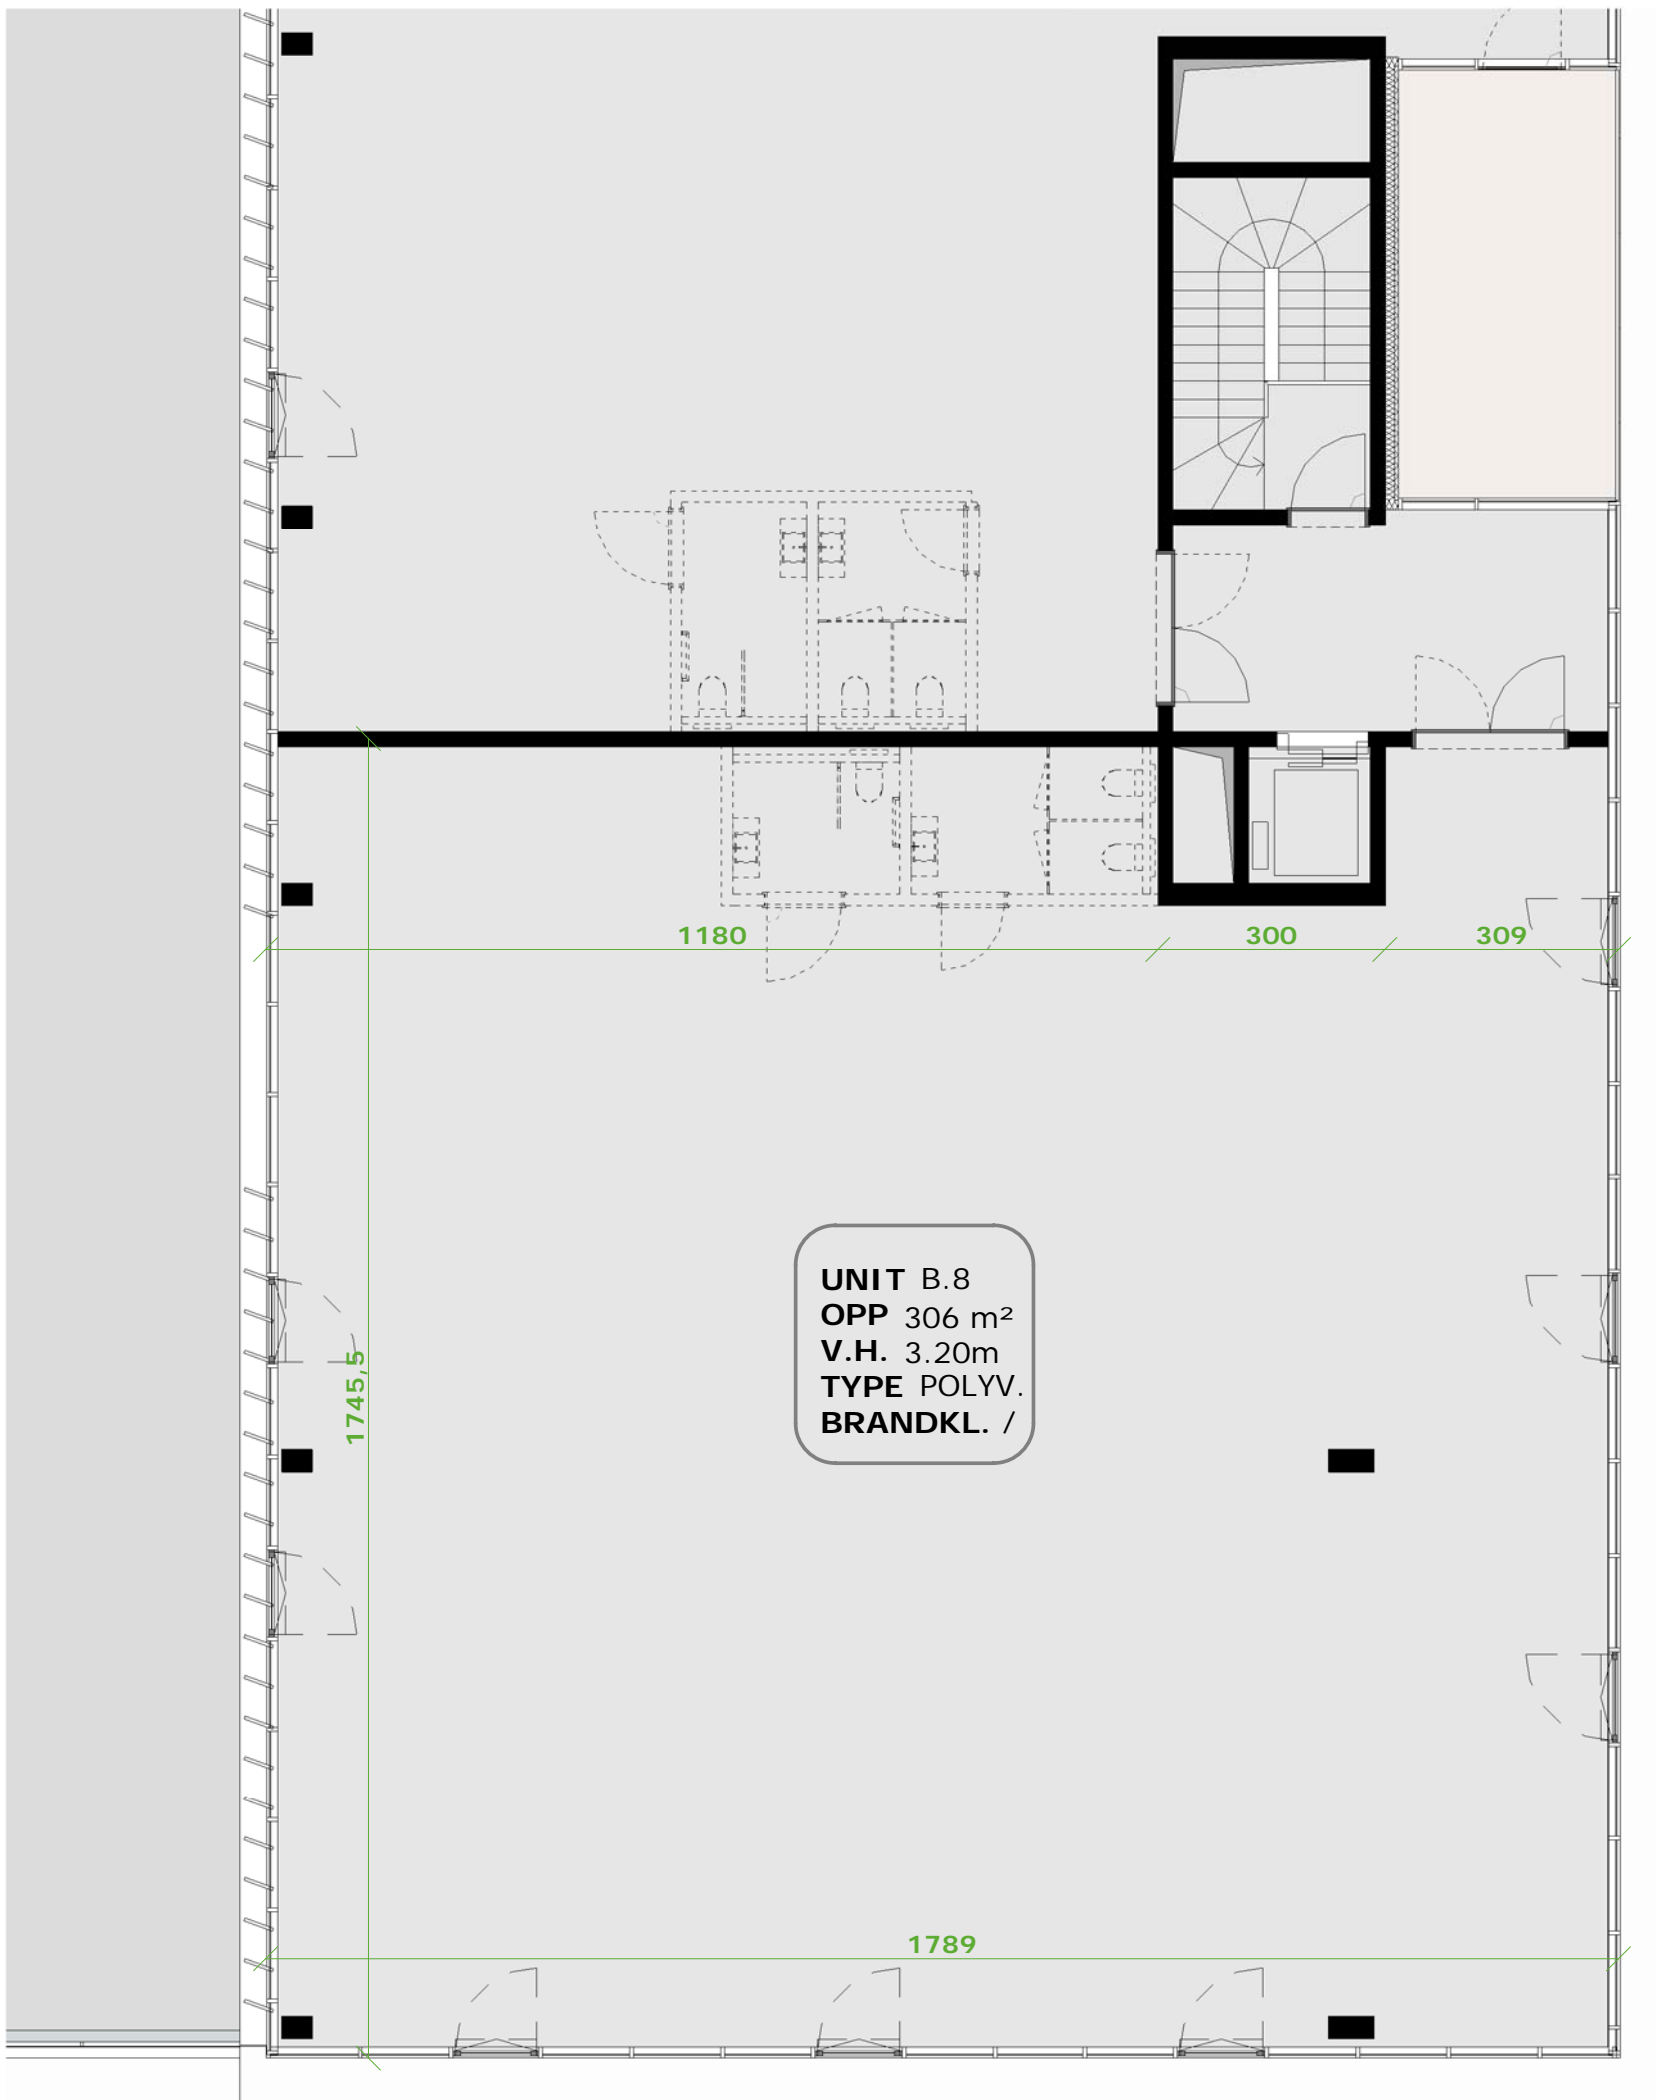 1180
300
309
1745,5
UNIT B.8
OPP 306 m²
V.H. 3.20m
TYPE POLYV.
BRANDKL. /
1789